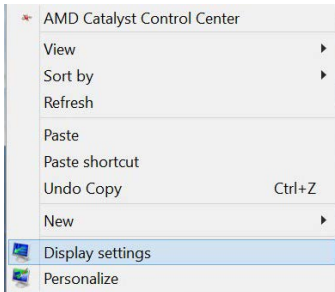 AMD Catalyst Control Center
View
Sort by
Refresh
Paste
Paste shortcut
Undo Copy Ctrl+Z
New
Display settings
Personalize